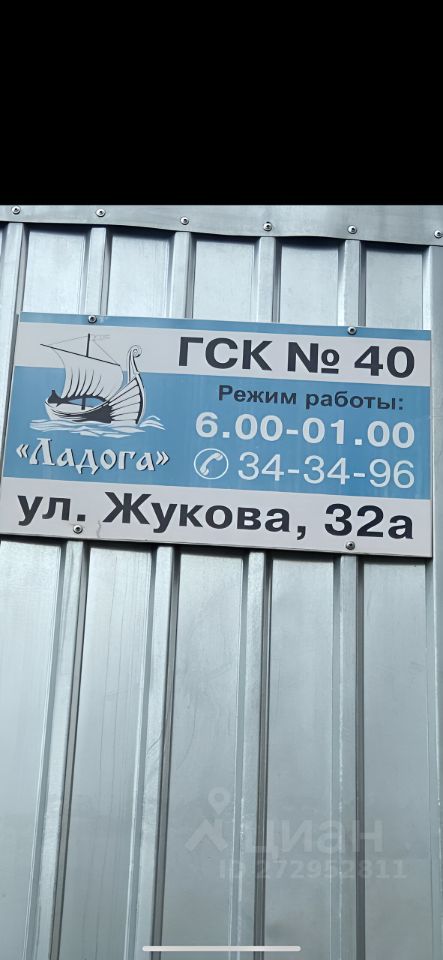 ГСК № 40
Режим работы:
6.00-01.00
«Ладога»
34-34-96
ул. Жукова, 32а
циан
ID 272952811